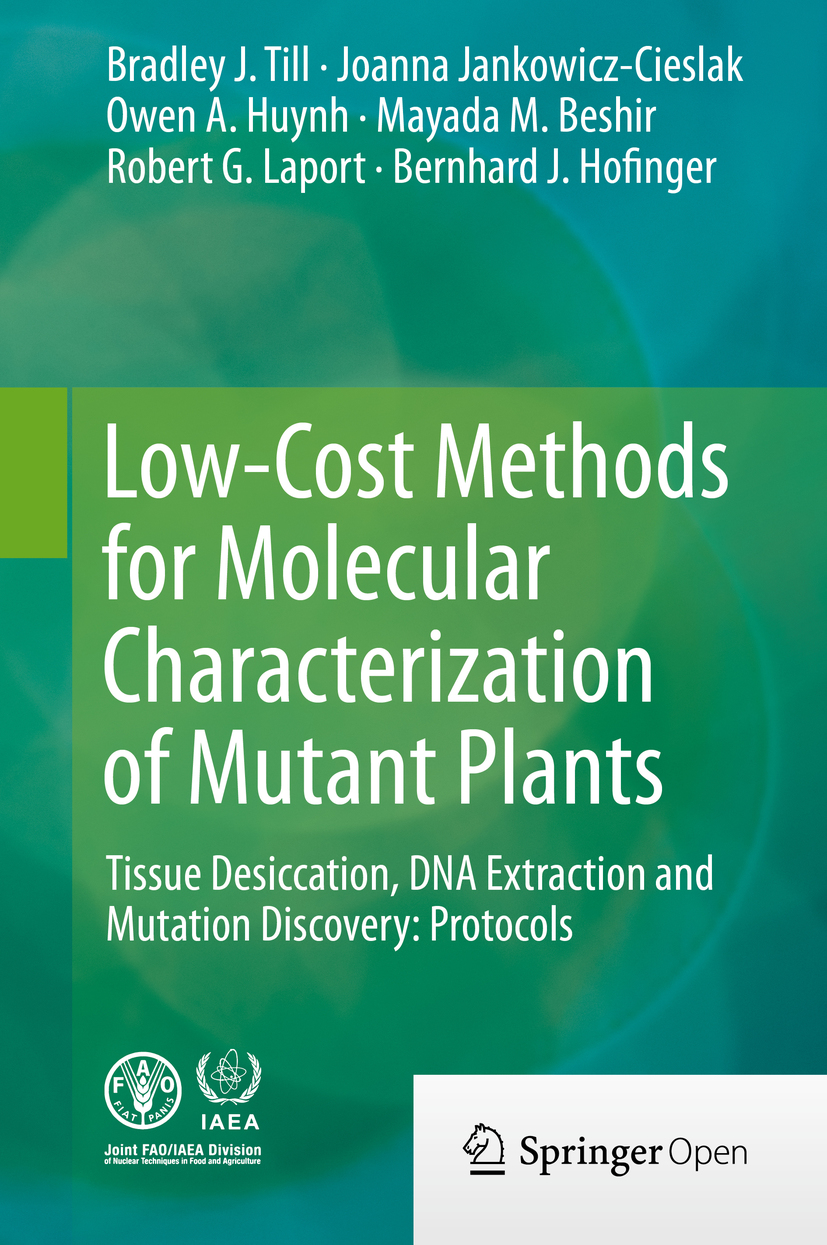 Bradley J. Till · Joanna Jankowicz-Cieslak
Owen A. Huynh · Mayada M. Beshir
Robert G. Laport · Bernhard J. Hofinger
Low-Cost Methods
for Molecular
Characterization
of Mutant Plants
Tissue Desiccation, DNA Extraction and
Mutation Discovery: Protocols
F A O
FIAT PANIS
IAEA
Joint FAO/IAEA Division
of Nuclear Techniques in Food and Agriculture
Springer Open